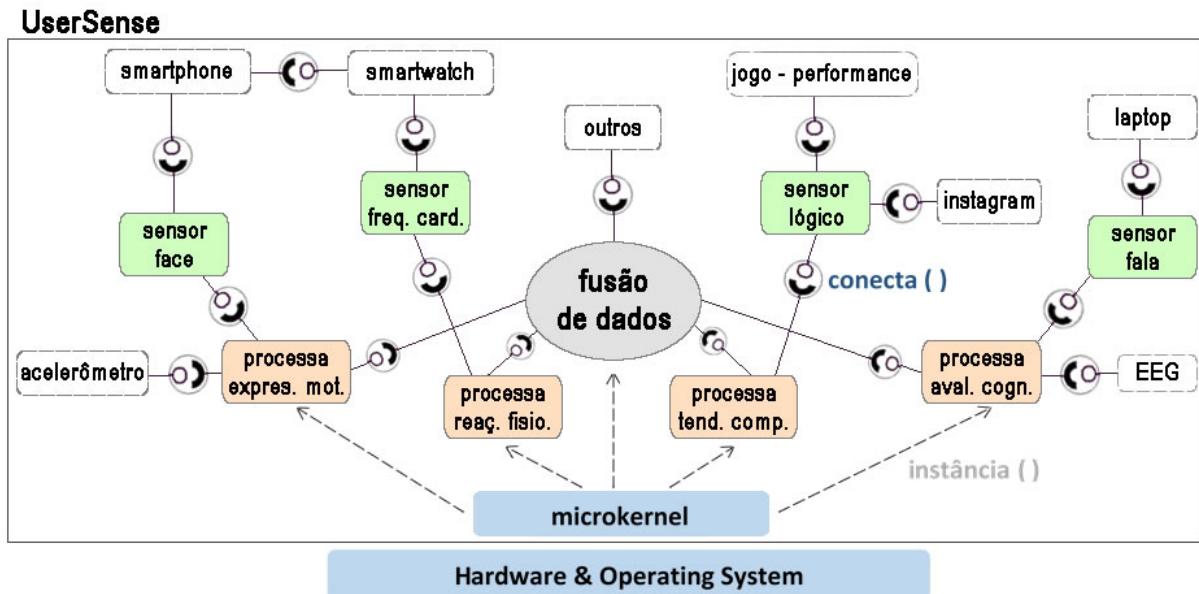 UserSense
smartphone
smartwatch
jogo - performance
outros
laptop
sensor
freq. card.
sensor
lógico
instagram
sensor
face
sensor
fala
fusão
de dados
conecta ( )
acelerômetro
processa
expres. mot.
processa
reaç. fisio.
processa
tend. comp.
processa
aval. cogn.
EEG
instância ( )
microkernel
Hardware & Operating System